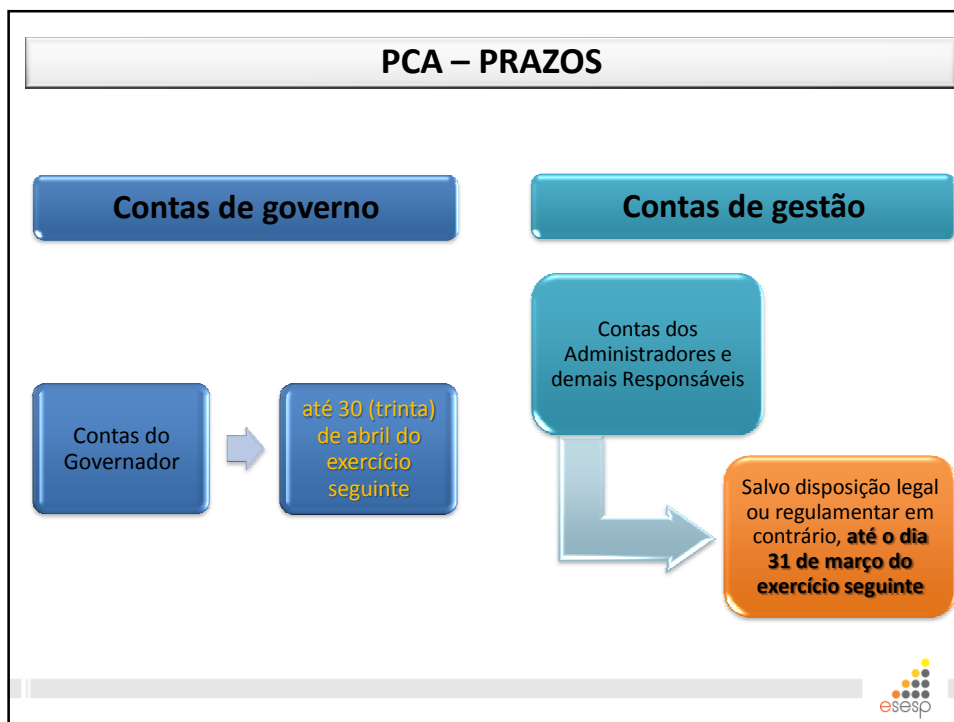 PCA – PRAZOS
Contas de governo
Contas do
Governador
até 30 (trinta)
de abril do
exercício
seguinte
Contas de gestão
Contas dos
Administradores e
demais Responsáveis
Salvo disposição legal
ou regulamentar em
contrário, até o dia
31 de março do
exercício seguinte
esesp